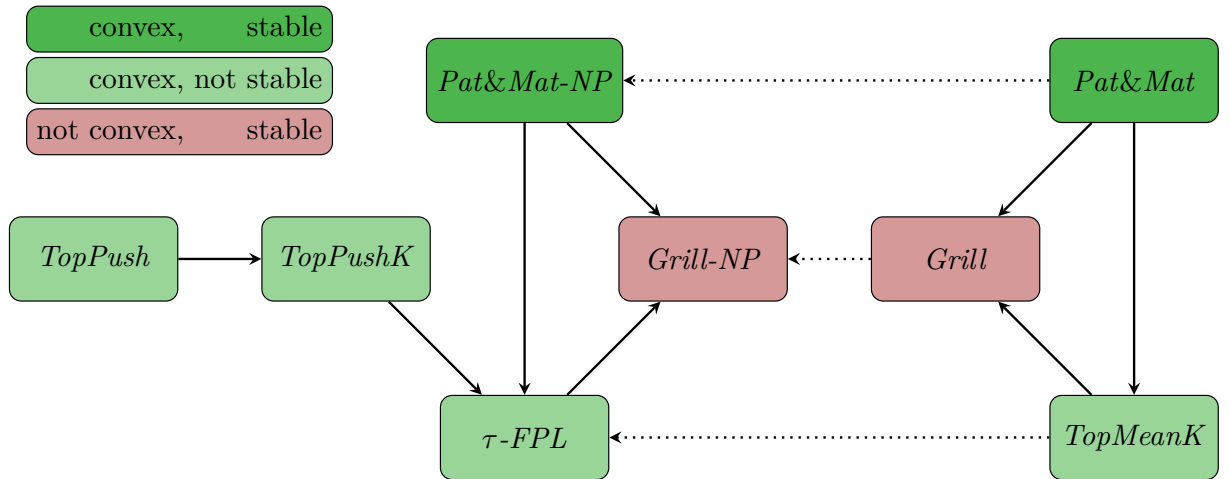 convex, stable
convex, not stable
not convex, stable
Pat&Mat-NP
Pat&Mat
TopPush
TopPushK
Grill-NP
Grill
τ-FPL
TopMeanK